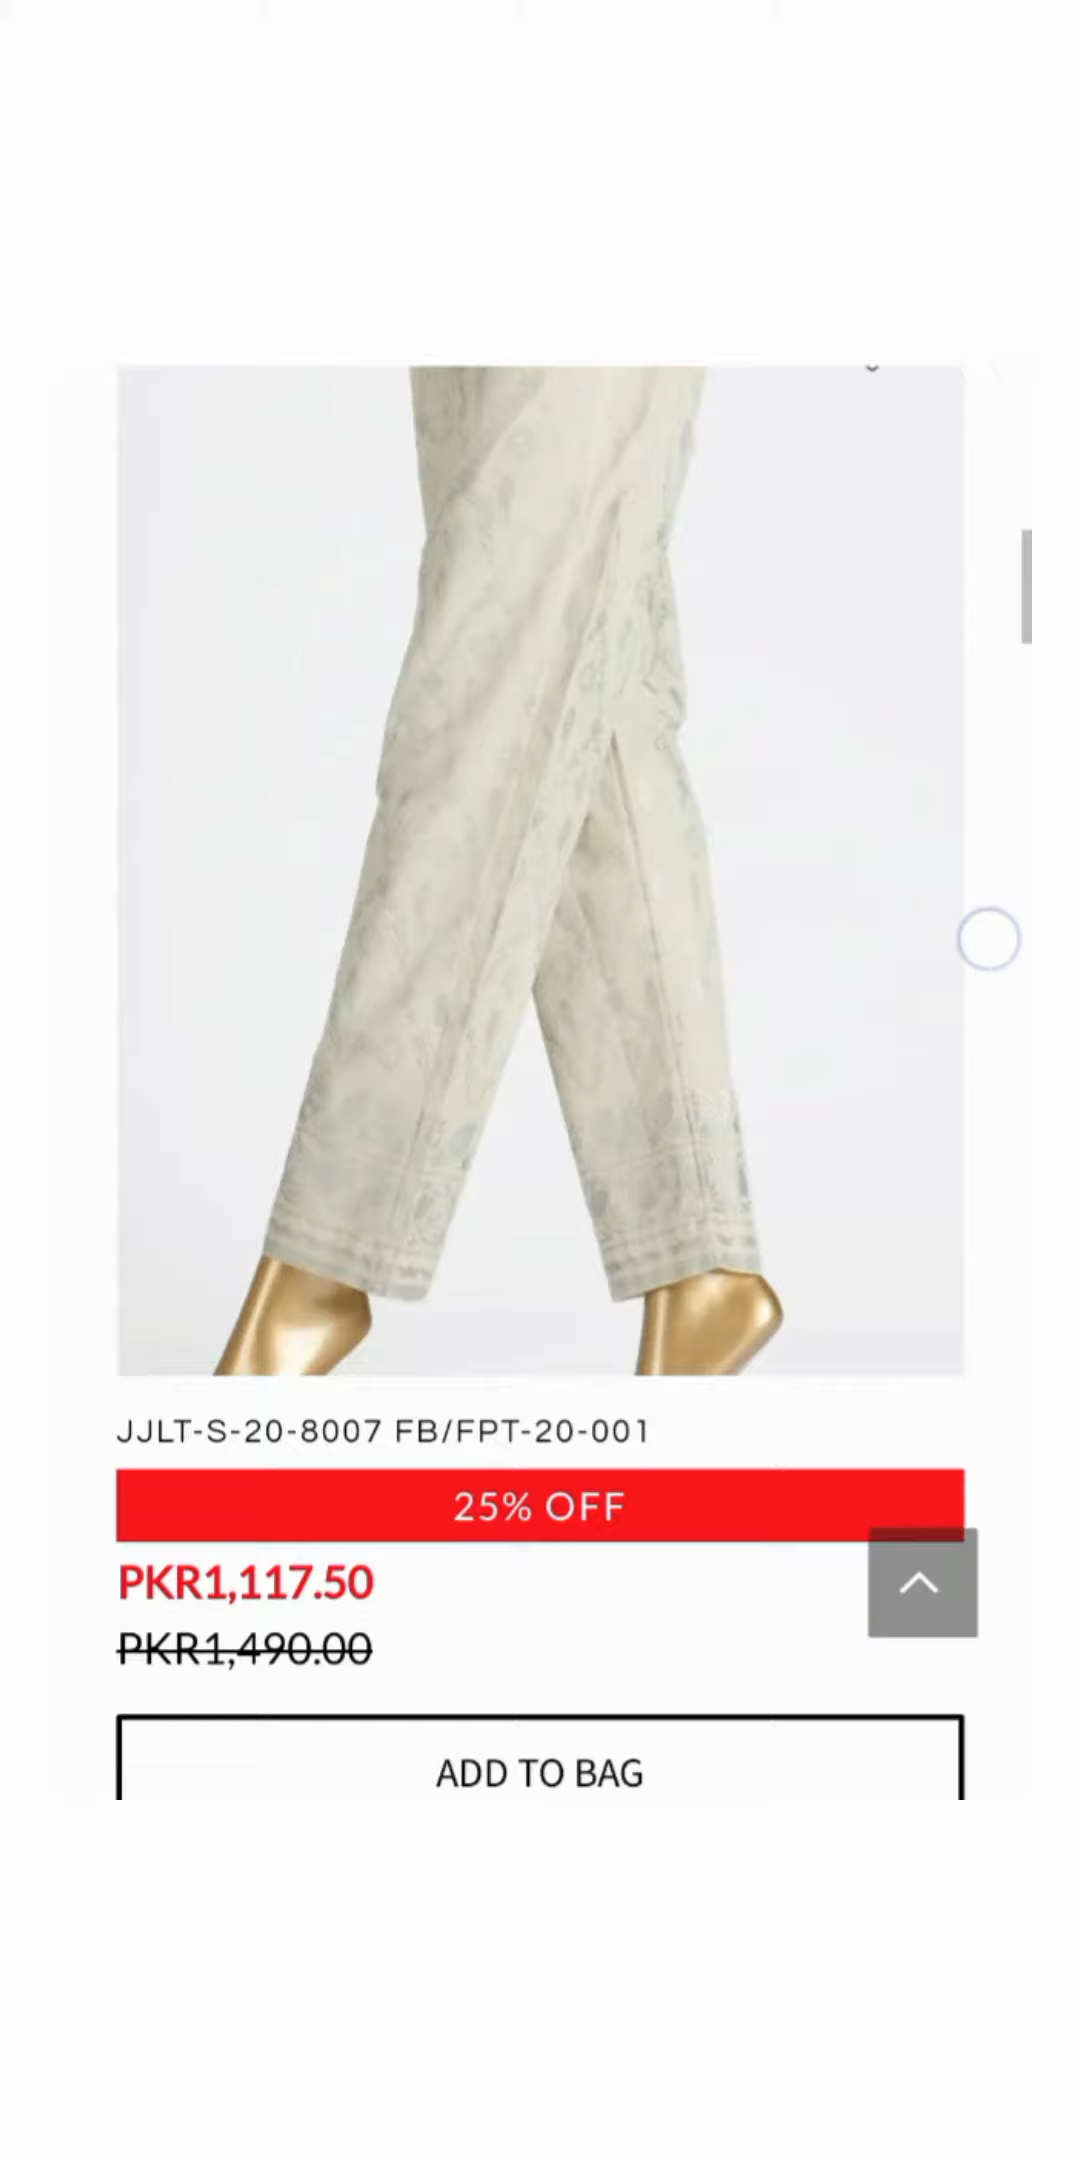 JJLT-S-20-8007 FB/FPT-20-001
25% OFF
PKR1,117.50
PKR1,490.00
ADD TO BAG